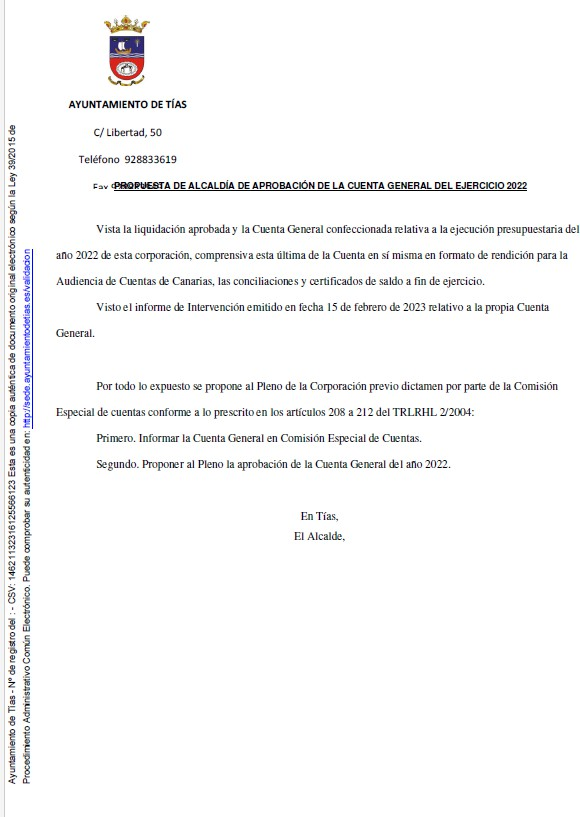 AYUNTAMIENTO DE TÍAS
C/ Libertad, 50
Teléfono 928833619
Fax
PROPUESTA DE ALCALDÍA DE APROBACIÓN DE LA CUENTA GENERAL DEL EJERCICIO 2022
Vista la liquidación aprobada y la Cuenta General confeccionada relativa a la ejecución presupuestaria del
año 2022 de esta corporación, comprensiva esta última de la Cuenta en sí misma en formato de rendición para la
Audiencia de Cuentas de Canarias, las conciliaciones y certificados de saldo a fin de ejercicio.
Visto el informe de Intervención emitido en fecha 15 de febrero de 2023 relativo a la propia Cuenta
General.
Por todo lo expuesto se propone al Pleno de la Corporación previo dictamen por parte de la Comisión
Especial de cuentas conforme a lo prescrito en los artículos 208 a 212 del TRLRHL 2/2004:
Primero. Informar la Cuenta General en Comisión Especial de Cuentas.
Segundo. Proponer al Pleno la aprobación de la Cuenta General del año 2022.
En Tías,
El Alcalde,
Ayuntamiento de Tías - Nº de registro del : - CSV: 14621132316125566123 Esta es una copia auténtica de documento original electrónico según la Ley 39/2015 de
Procedimiento Administrativo Común Electrónico. Puede comprobar su autenticidad en: http://sede.ayuntamientodetias.es/validacion